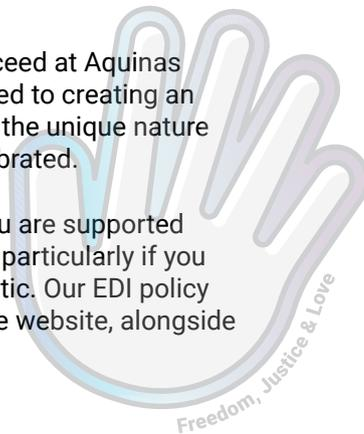 ceed at Aquinas
ed to creating an
the unique nature
brated.
u are supported
particularly if you
tic. Our EDI policy
e website, alongside
Freedom, Justice & Love